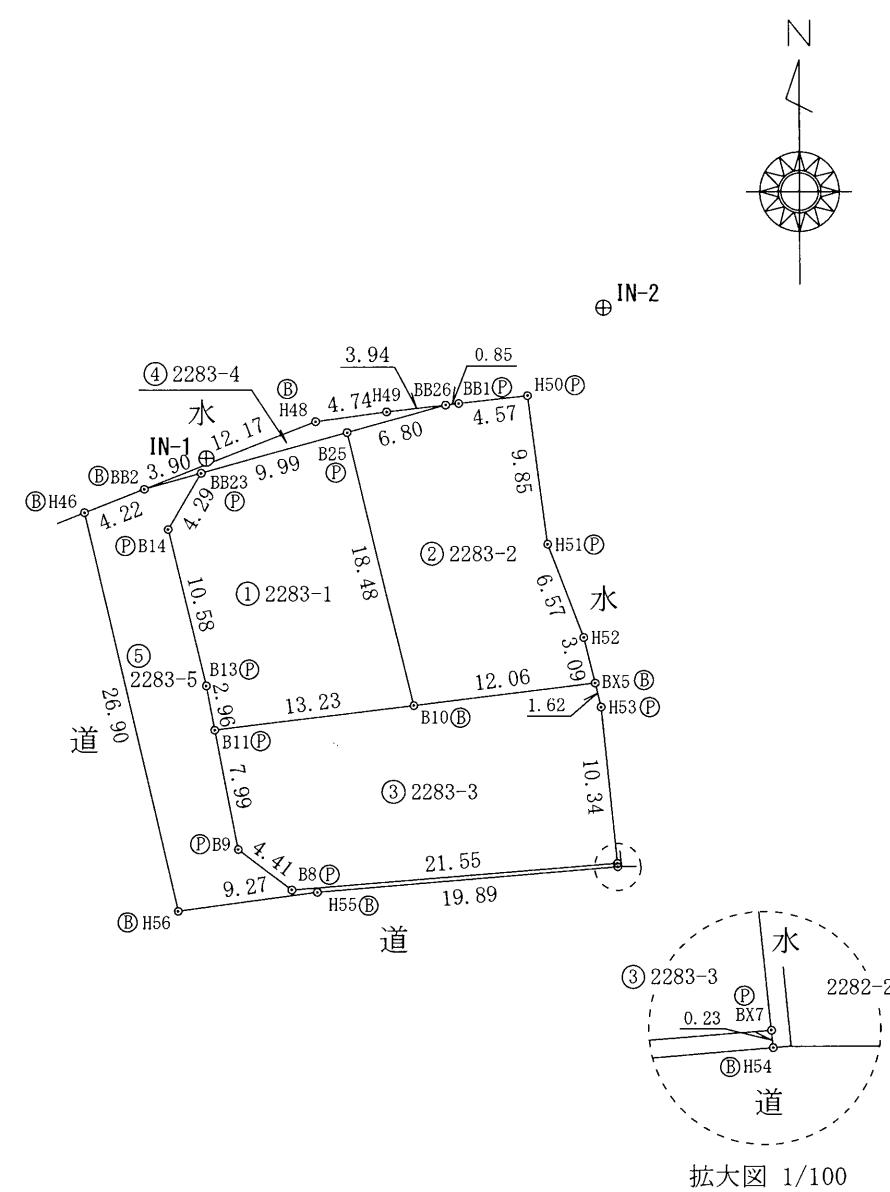 N
IN-2
3.94
0.85
④ 2283-4
Ⓑ
H48
4.74
H49
BB26
BB1Ⓟ
H50Ⓟ
水
12.17
4.57
IN-1
3.90
9.99
B25
Ⓟ
6.80
ⒷBB2
BB23
Ⓟ
9.85
ⒷH46
4.22
4.29
ⓅB14
② 2283-2
H51Ⓟ
18.48
10.58
① 2283-1
6.57
水
H52
⑤
2283-5
B13Ⓟ
3.09
BX5Ⓑ
26.90
2.96
13.23
12.06
1.62
H53Ⓟ
B10Ⓑ
道
B11Ⓟ
7.99
③ 2283-3
10.34
ⓅB9
4.41
B8Ⓟ
21.55
9.27
H55Ⓑ
19.89
ⒷH56
道
水
③ 2283-3
2282-2
Ⓟ
BX7
0.23
ⒷH54
道
拡大図 1/100